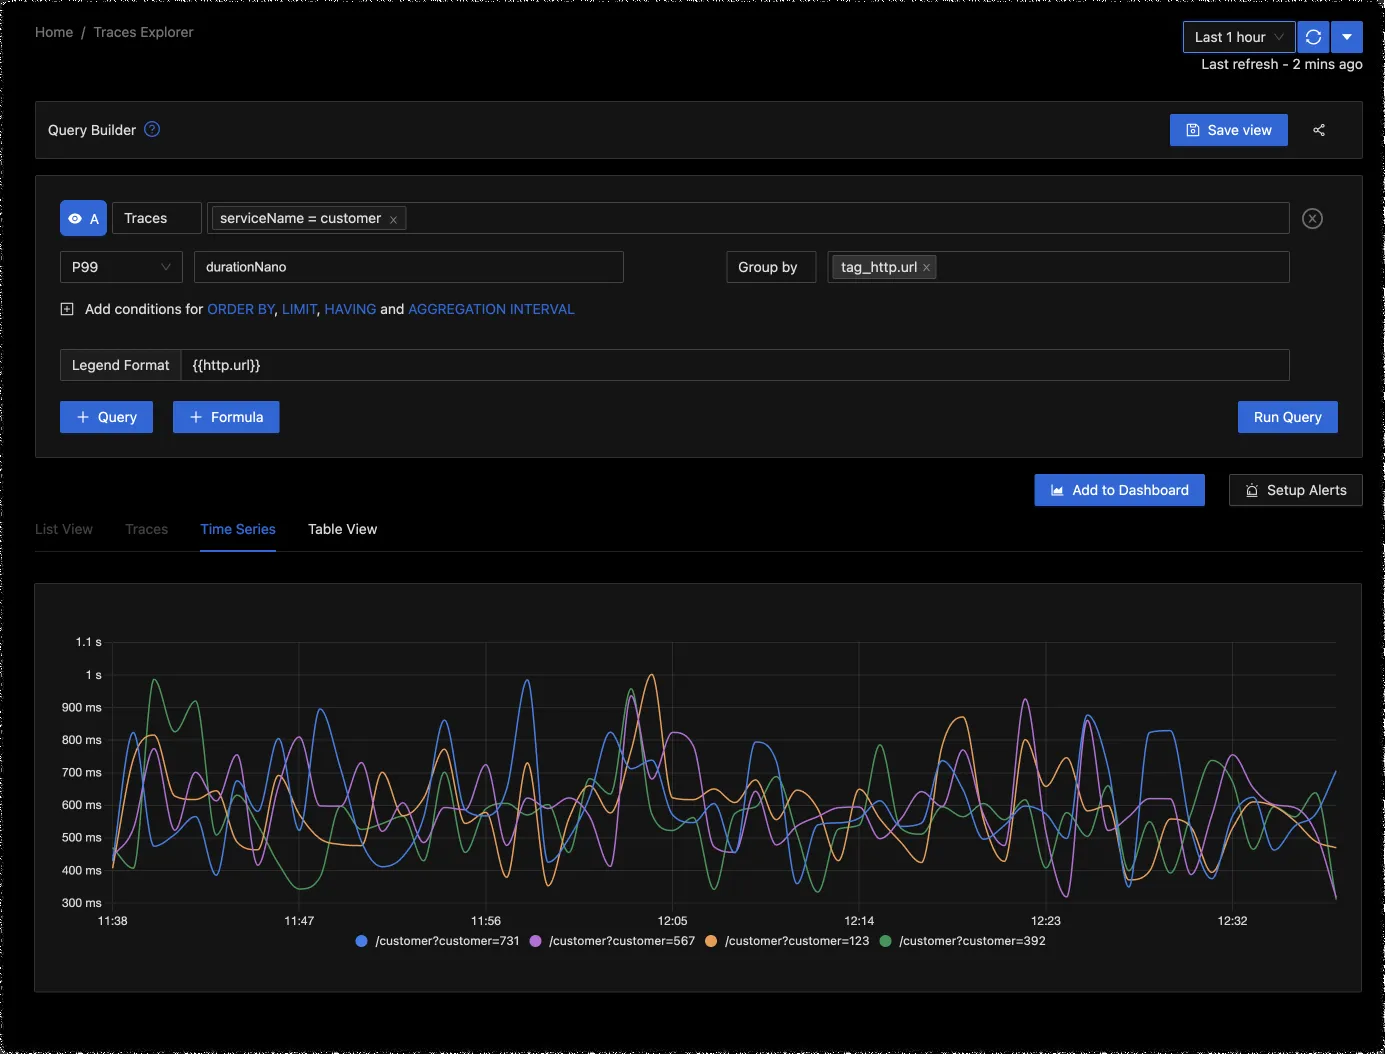 Home / Traces Explorer
Last 1 hour
Last refresh - 2 mins ago
Query Builder ?
Save view
A Traces serviceName = customer ×
P99 durationNano Group by tag_http.url ×
Add conditions for ORDER BY, LIMIT, HAVING and AGGREGATION INTERVAL
Legend Format {{http.url}}
+ Query + Formula Run Query
Add to Dashboard Setup Alerts
List View Traces Time Series Table View
1.1 s
1 s
900 ms
800 ms
700 ms
600 ms
500 ms
400 ms
300 ms
11:38 11:47 11:56 12:05 12:14 12:23 12:32
/customer?customer=731 /customer?customer=567 /customer?customer=123 /customer?customer=392